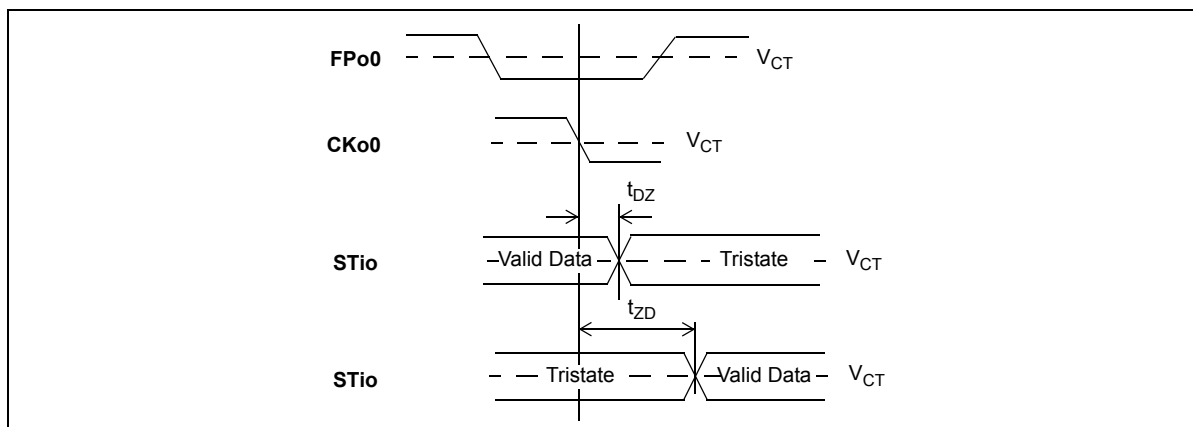 FPo0
V_CT
CKo0
V_CT
t_DZ
STio
Valid Data
Tristate
V_CT
t_ZD
STio
Tristate
Valid Data
V_CT